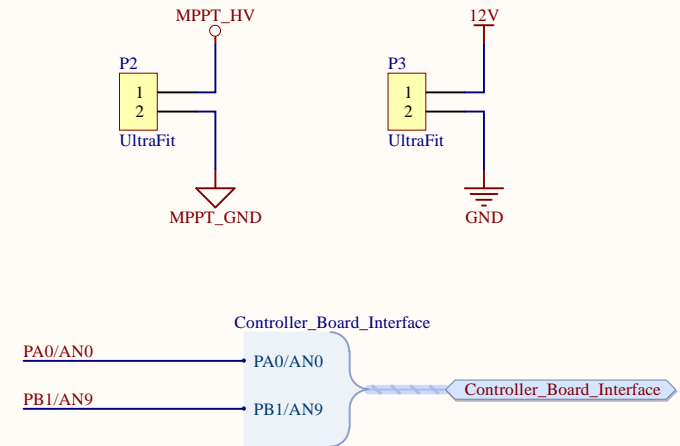 MPPT_HV
12V
P2
P3
1
2
1
2
UltraFit
UltraFit
MPPT_GND
GND
Controller_Board_Interface
PA0/AN0
PA0/AN0
Controller_Board_Interface
PB1/AN9
PB1/AN9